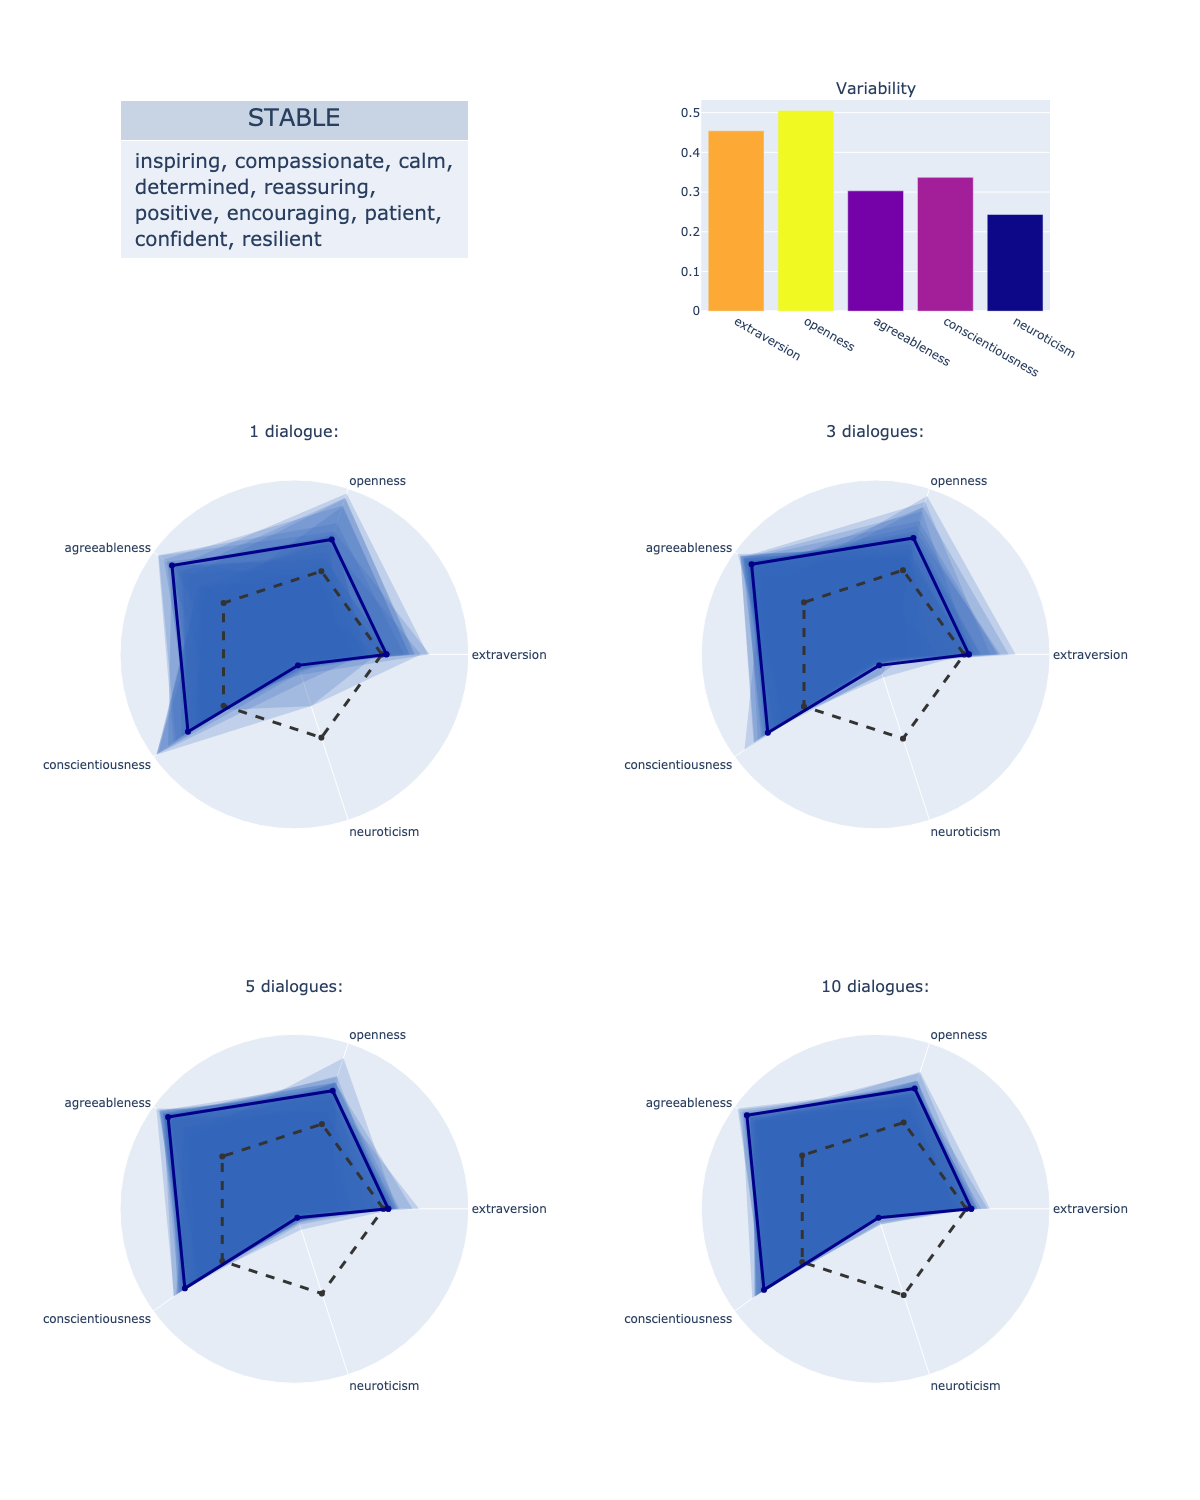 STABLE
inspiring, compassionate, calm,
determined, reassuring,
positive, encouraging, patient,
confident, resilient
Variability
0.5
0.4
0.3
0.2
0.1
0
extraversion
openness
agreeableness
conscientiousness
neuroticism
1 dialogue:
openness
agreeableness
extraversion
conscientiousness
neuroticism
3 dialogues:
openness
agreeableness
extraversion
conscientiousness
neuroticism
5 dialogues:
openness
agreeableness
extraversion
conscientiousness
neuroticism
10 dialogues:
openness
agreeableness
extraversion
conscientiousness
neuroticism